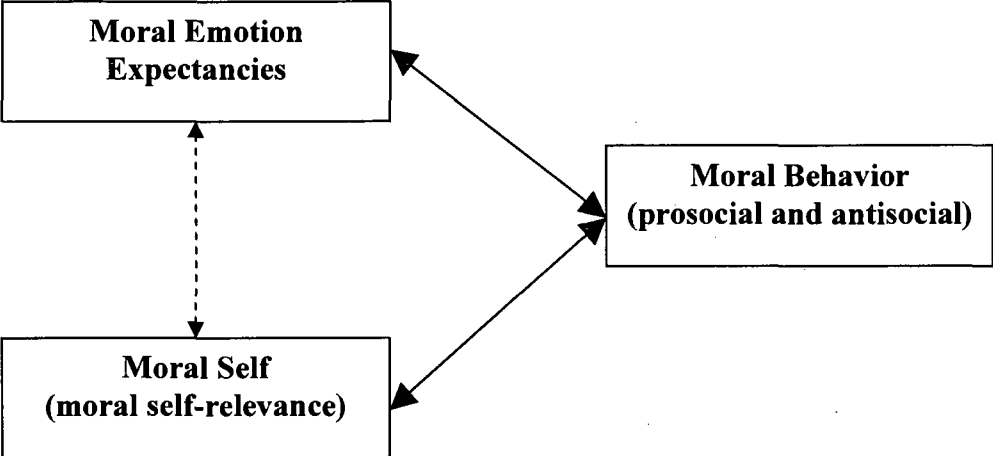 Moral Emotion
Expectancies
Moral Behavior
(prosocial and antisocial)
Moral Self
(moral self-relevance)